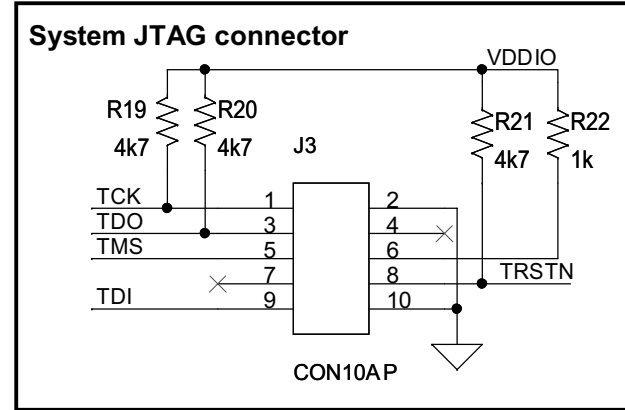 System JTAG connector
VDDIO
R19
R20
R21
R22
4k7
4k7
J3
4k7
1k
TCK
1
2
TDO
3
4
TMS
5
6
7
8
TRSTN
TDI
9
10
CON10AP